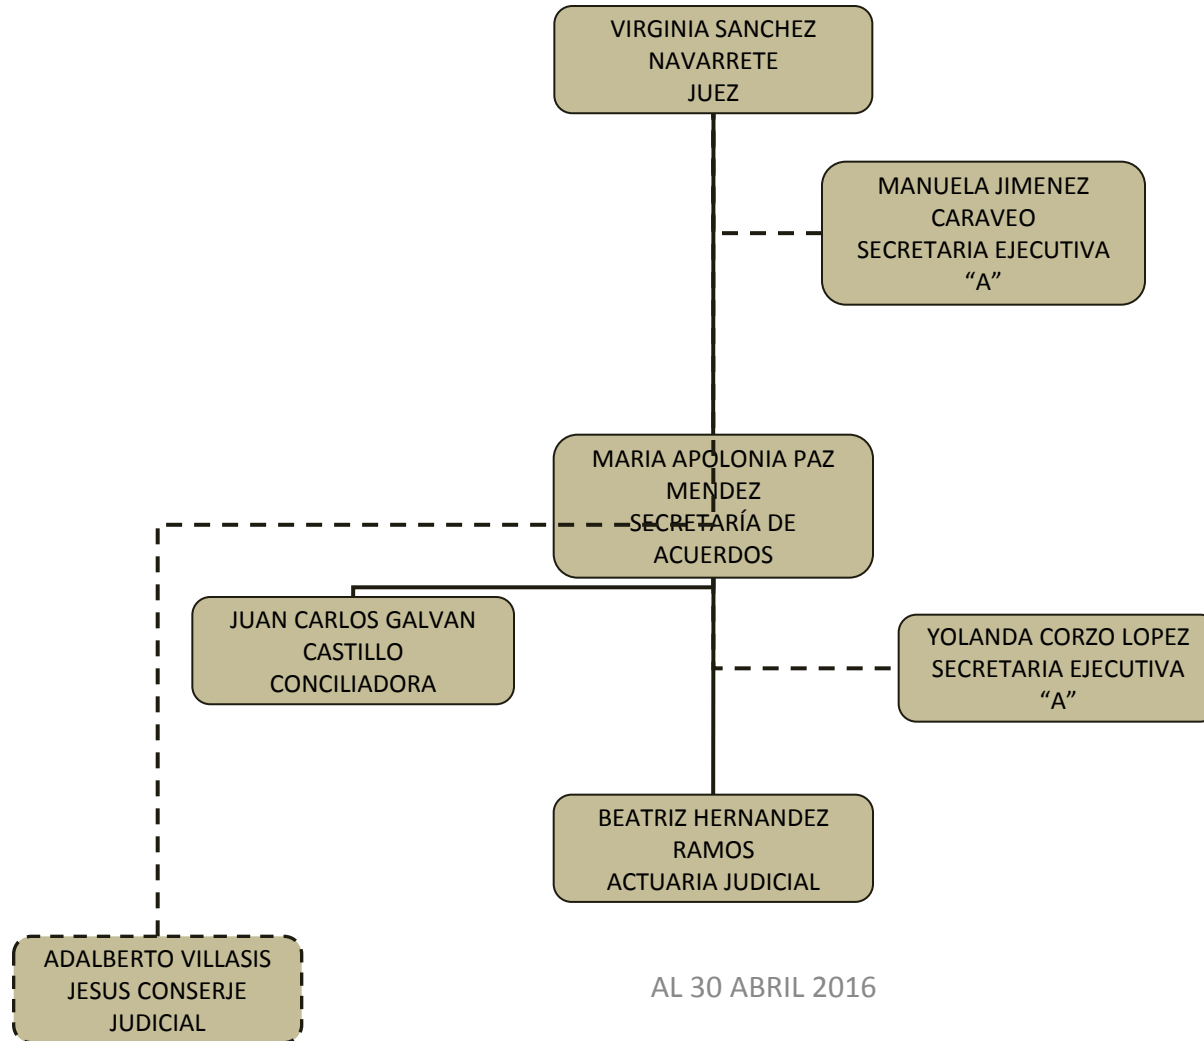 VIRGINIA SANCHEZ
NAVARRETE
JUEZ
MANUELA JIMENEZ
CARAVEO
SECRETARIA EJECUTIVA
“A”
MARIA APOLONIA PAZ
MENDEZ
SECRETARÍA DE
ACUERDOS
JUAN CARLOS GALVAN
CASTILLO
CONCILIADORA
YOLANDA CORZO LOPEZ
SECRETARIA EJECUTIVA
“A”
BEATRIZ HERNANDEZ
RAMOS
ACTUARIA JUDICIAL
ADALBERTO VILLASIS
JESUS CONSERJE
JUDICIAL
AL 30 ABRIL 2016